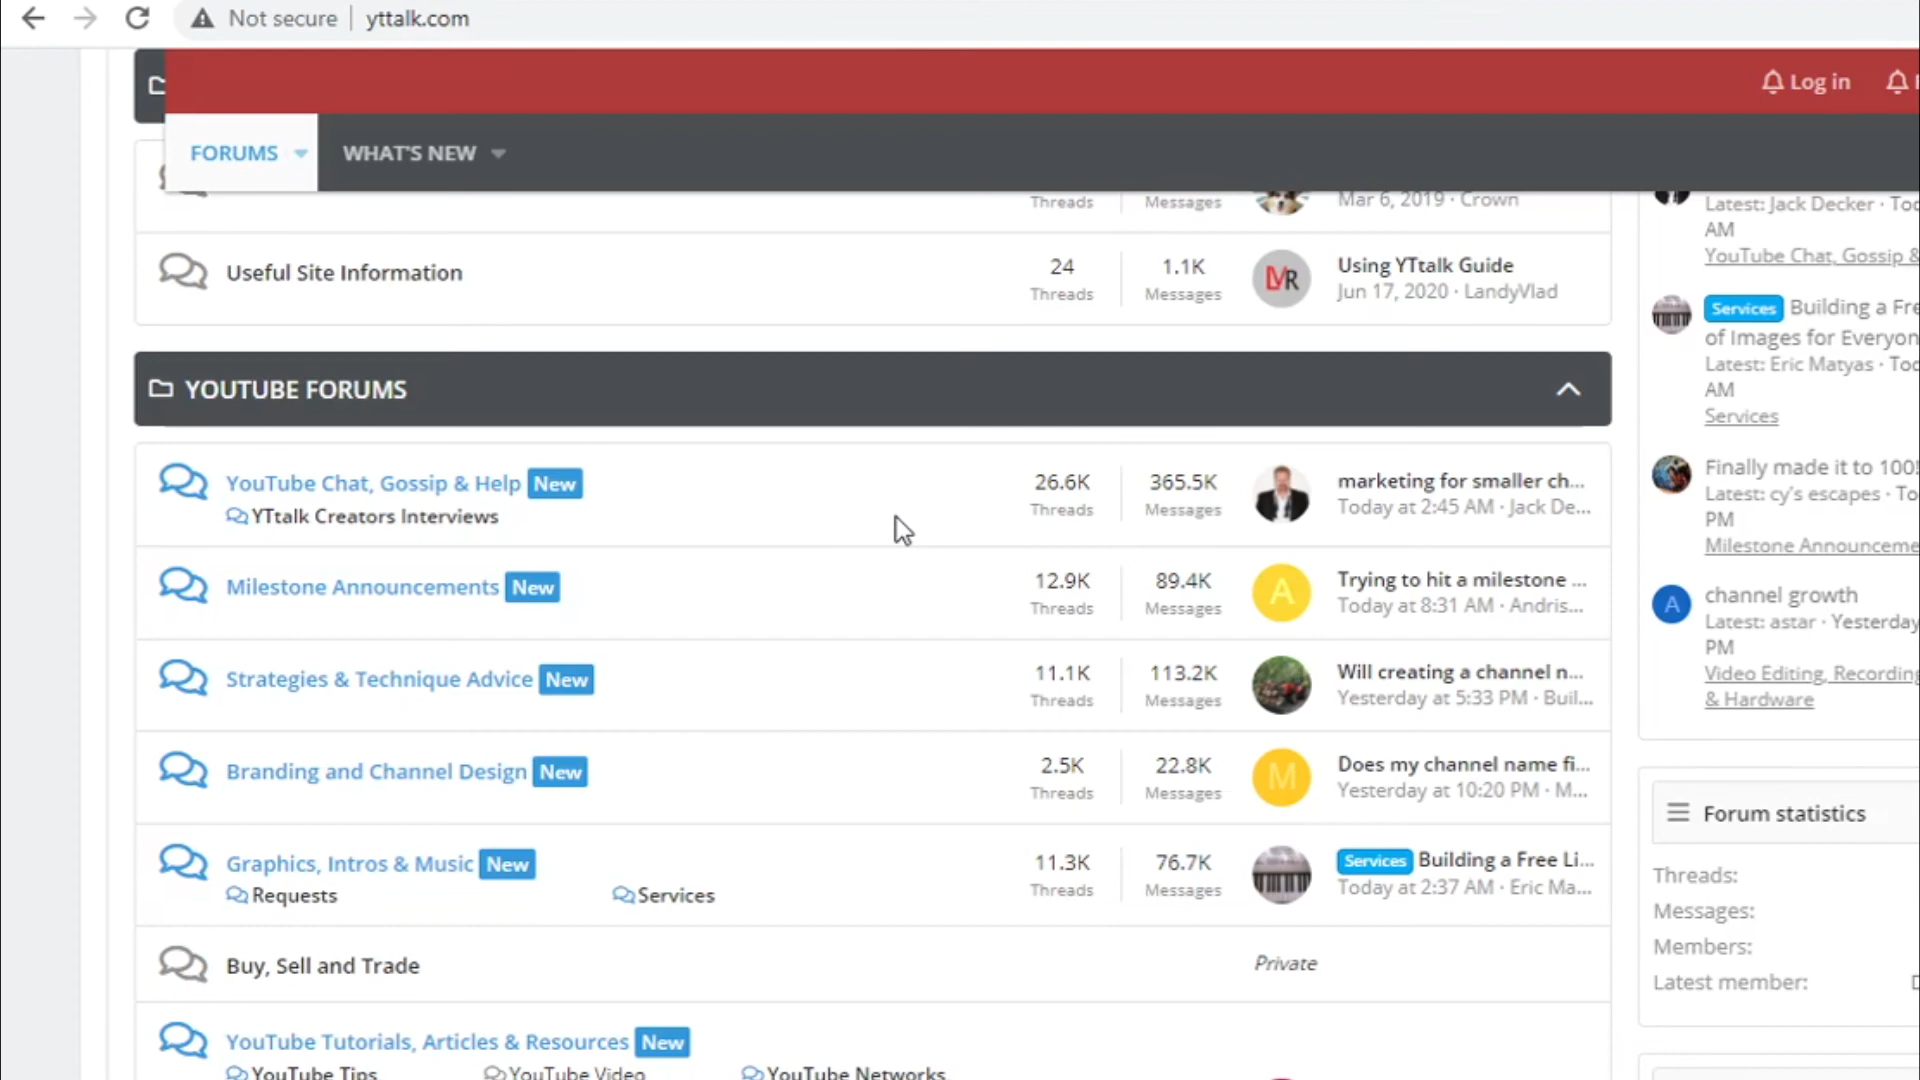 Not secure yttalk.com
Log in
FORUMS WHAT'S NEW
Threads Messages Mar 6, 2019 · Crown
Useful Site Information
24 Threads
1.1K Messages
Using YTtalk Guide
Jun 17, 2020 · LandyVlad
YOUTUBE FORUMS
YouTube Chat, Gossip & Help New
YTtalk Creators Interviews
26.6K Threads
365.5K Messages
marketing for smaller ch...
Today at 2:45 AM · Jack De...
Milestone Announcements New
12.9K Threads
89.4K Messages
A
Trying to hit a milestone ...
Today at 8:31 AM · Andris...
Strategies & Technique Advice New
11.1K Threads
113.2K Messages
Will creating a channel n...
Yesterday at 5:33 PM · Buil...
Branding and Channel Design New
2.5K Threads
22.8K Messages
M
Does my channel name fi...
Yesterday at 10:20 PM · M...
Graphics, Intros & Music New
Requests Services
11.3K Threads
76.7K Messages
Services Building a Free Li...
Today at 2:37 AM · Eric Ma...
Buy, Sell and Trade
Private
YouTube Tutorials, Articles & Resources New
YouTube Tips YouTube Video YouTube Networks
Latest: Jack Decker ·
AM
YouTube Chat, Gossip &
Services Building a
of Images for
Latest: Eric Matyas ·
AM
Services
Finally made it to 100!
Latest: cy's escapes ·
PM
Milestone
A
channel growth
Latest: astar · Yesterday
PM
Video Editing, Recording
& Hardware
Forum statistics
Threads:
Messages:
Members:
Latest member: